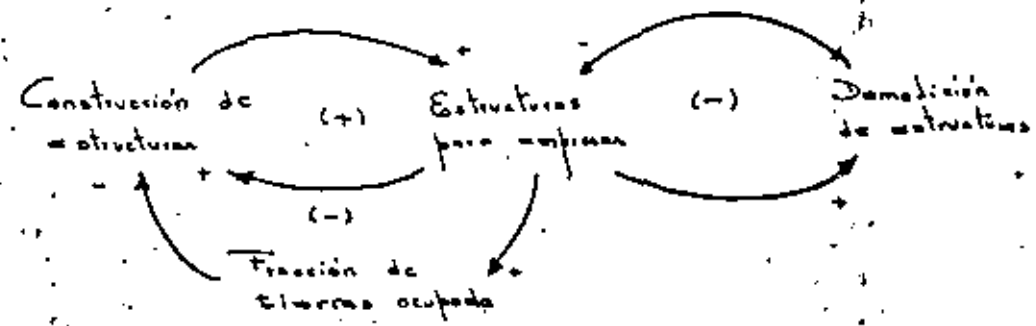 Construcción de
estructuras
(+)
Estructuras
para empresas
(-)
Demolición
de estructuras
+
-
-
+
(-)
+
+
Fracción de
tierras ocupada